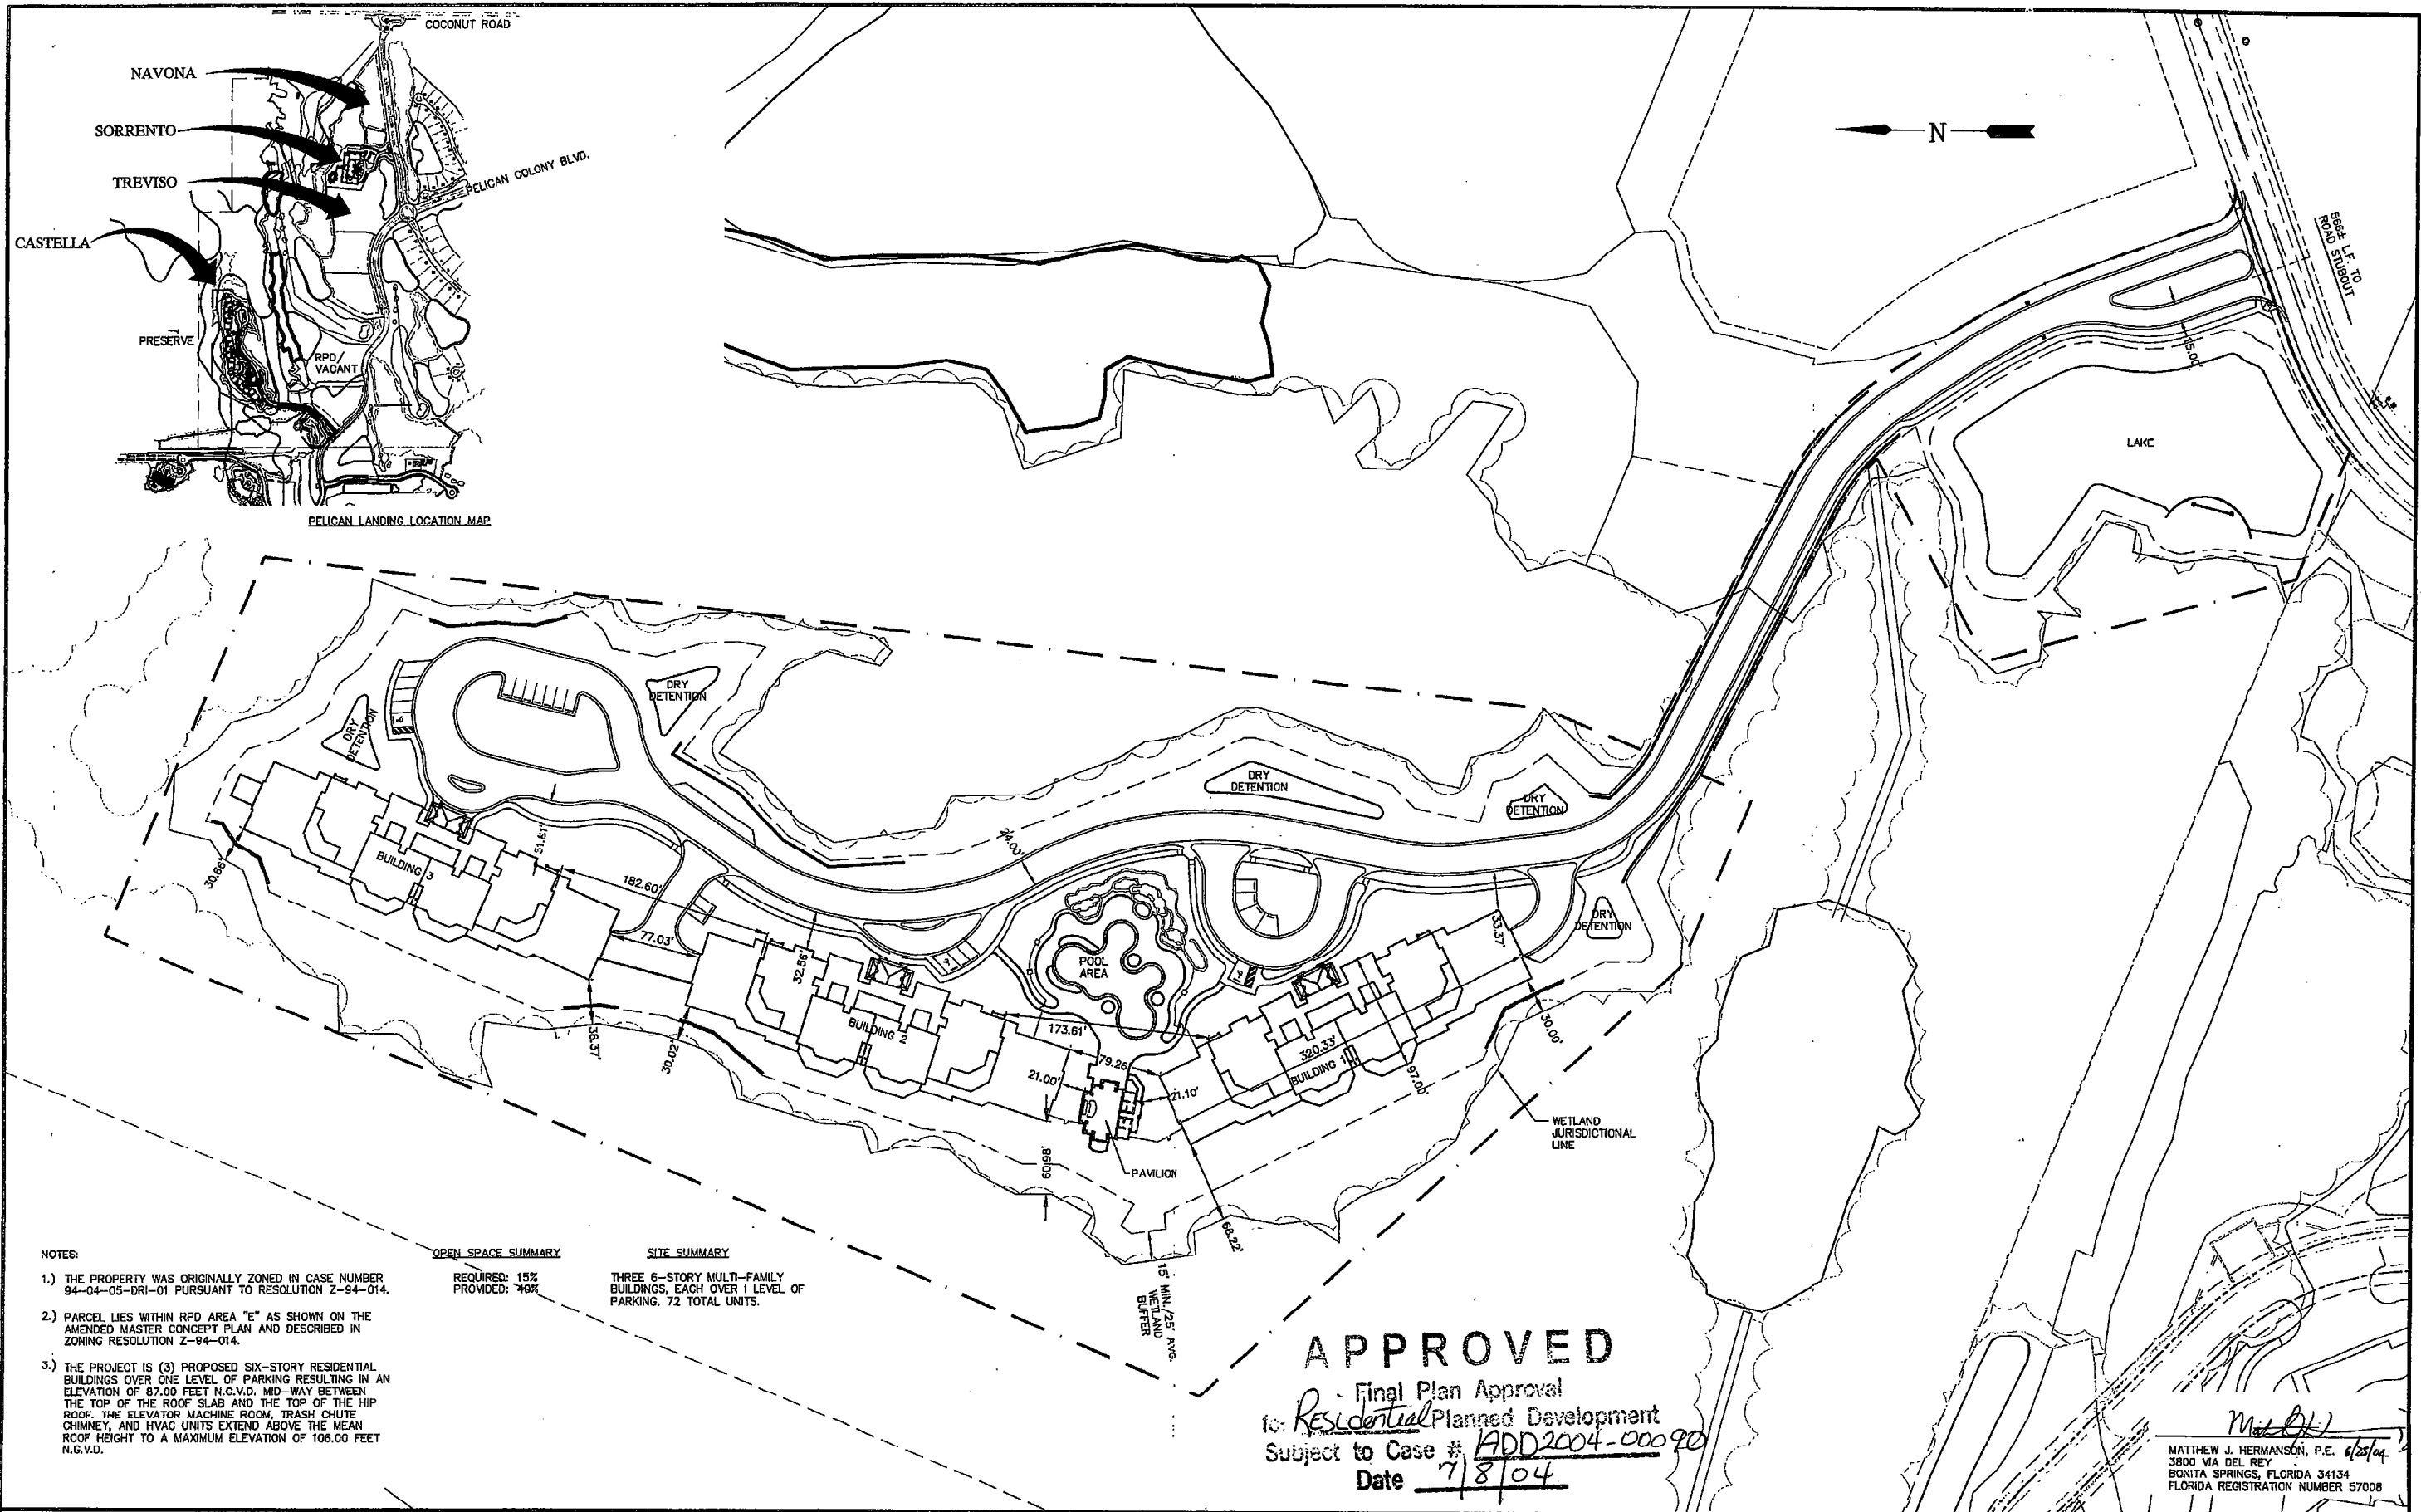 COCONUT ROAD
NAVONA
SORRENTO
TREVISO
CASTELLA
PELICAN COLONY BLVD.
PRESERVE
RPD/
VACANT
PELICAN LANDING LOCATION MAP
N
566± L.F. TO
ROAD STUBOUT
15.00'
LAKE
DRY
DETENTION
DRY
DETENTION
DRY
DETENTION
DRY
DETENTION
DRY
DETENTION
30.66'
BUILDING 3
51.61'
182.60'
77.03'
24.00'
32.56'
36.37'
30.02'
BUILDING 2
POOL
AREA
173.61'
79.26'
21.00'
21.10'
60.98'
PAVILION
68.22'
320.33'
BUILDING 1
97.00'
33.37'
30.00'
WETLAND
JURISDICTIONAL
LINE
15' MIN./25' AVG.
WETLAND
BUFFER
NOTES:
1.) THE PROPERTY WAS ORIGINALLY ZONED IN CASE NUMBER
94-04-05-DRI-01 PURSUANT TO RESOLUTION Z-94-014.
2.) PARCEL LIES WITHIN RPD AREA "E" AS SHOWN ON THE
AMENDED MASTER CONCEPT PLAN AND DESCRIBED IN
ZONING RESOLUTION Z-94-014.
3.) THE PROJECT IS (3) PROPOSED SIX-STORY RESIDENTIAL
BUILDINGS OVER ONE LEVEL OF PARKING RESULTING IN AN
ELEVATION OF 87.00 FEET N.G.V.D. MID-WAY BETWEEN
THE TOP OF THE ROOF SLAB AND THE TOP OF THE HIP
ROOF. THE ELEVATOR MACHINE ROOM, TRASH CHUTE
CHIMNEY, AND HVAC UNITS EXTEND ABOVE THE MEAN
ROOF HEIGHT TO A MAXIMUM ELEVATION OF 106.00 FEET
N.G.V.D.
OPEN SPACE SUMMARY
REQUIRED: 15%
PROVIDED: 40%
SITE SUMMARY
THREE 6-STORY MULTI-FAMILY
BUILDINGS, EACH OVER 1 LEVEL OF
PARKING. 72 TOTAL UNITS.
APPROVED
Final Plan Approval
for Residential Planned Development
Subject to Case # ADD2004-00090
Date 7/8/04
MATTHEW J. HERMANSON, P.E. 6/25/04
3800 VIA DEL REY
BONITA SPRINGS, FLORIDA 34134
FLORIDA REGISTRATION NUMBER 57008